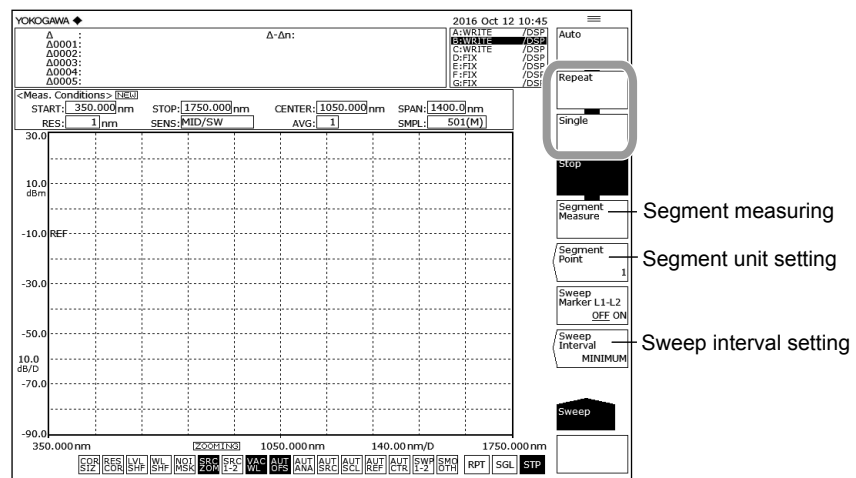 YOKOGAWA ◆
2016 Oct 12 10:45
Δ :
Δ-Δn:
Δ0001:
Δ0002:
Δ0003:
Δ0004:
Δ0005:
A:WRITE /DSP
B:WRITE /DSP
C:WRITE /DSP
D:FIX /DSP
E:FIX /DSP
F:FIX /DSP
G:FIX /DSP
<Meas. Conditions> NEW
START: 350.000 nm STOP: 1750.000 nm CENTER: 1050.000 nm SPAN: 1400.0 nm
RES: 1 nm SENS: MID/SW AVG: 1 SMPL: 501(M)
30.0
10.0
dBm
-10.0 REF
-30.0
-50.0
10.0
dB/D
-70.0
-90.0
350.000nm ZOOMING 1050.000nm 140.00nm/D 1750.000nm
COR SIZ
RES COR
LVL SHF
WL SHF
NOI MSK
SRC ZOM
SRC 1-2
VAC WL
AUT OFS
AUT ANA
AUT SRC
AUT SCL
AUT REF
AUT CTR
SWP 1-2
SMO OTH
RPT
SGL
STP
Auto
Repeat
Single
Stop
Segment
Measure
Segment measuring
Segment
Point
1
Segment unit setting
Sweep
Marker L1-L2
OFF ON
Sweep
Interval
MINIMUM
Sweep interval setting
Sweep